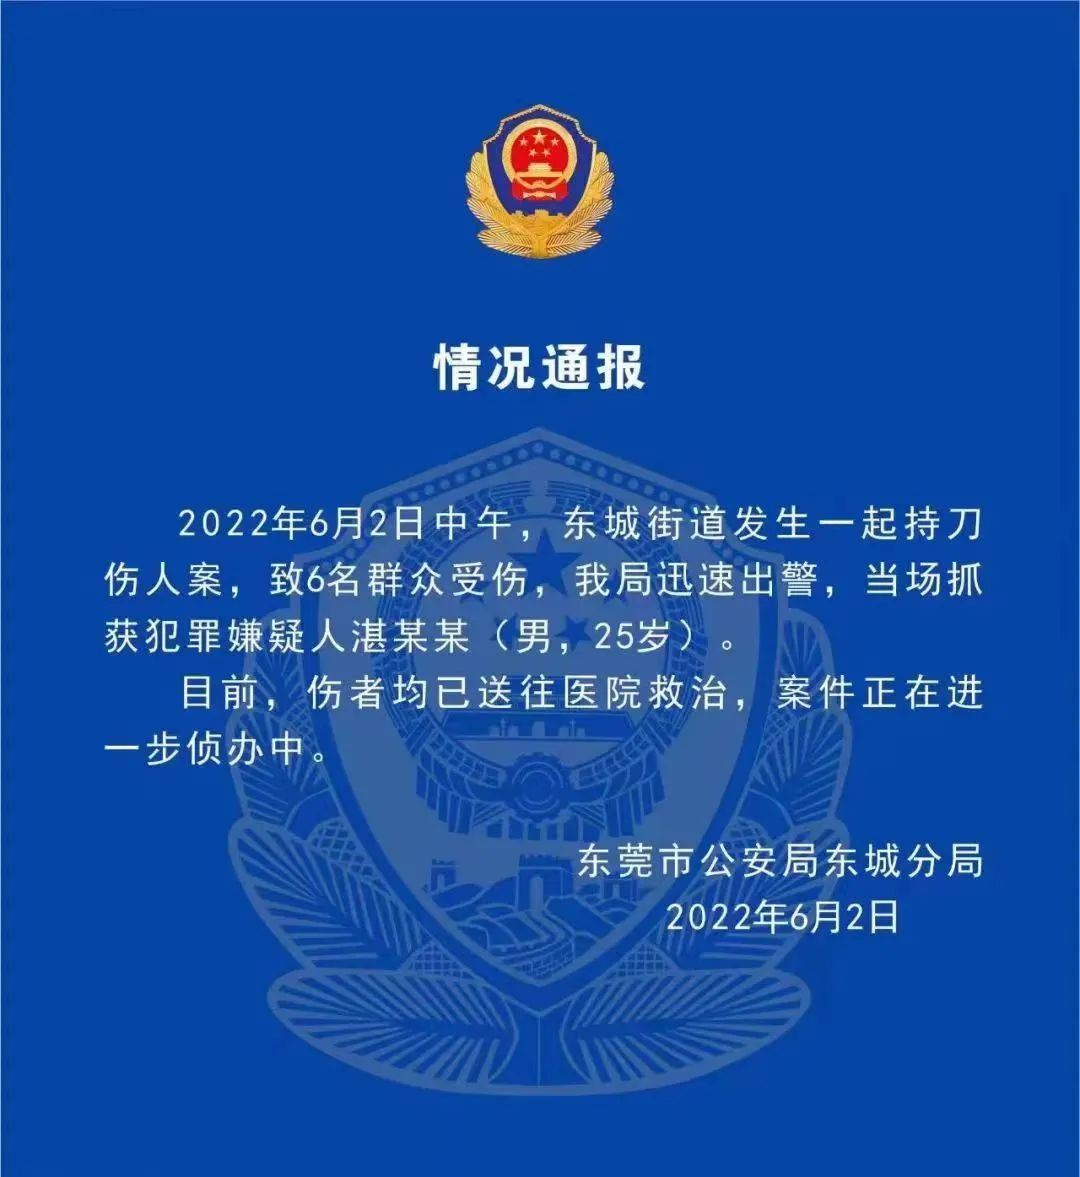 情况通报
2022年6月2日中午，东城街道发生一起持刀
伤人案，致6名群众受伤，我局迅速出警，当场抓
获犯罪嫌疑人湛某某（男，25岁）。
目前，伤者均已送往医院救治，案件正在进
一步侦办中。
东莞市公安局东城分局
2022年6月2日